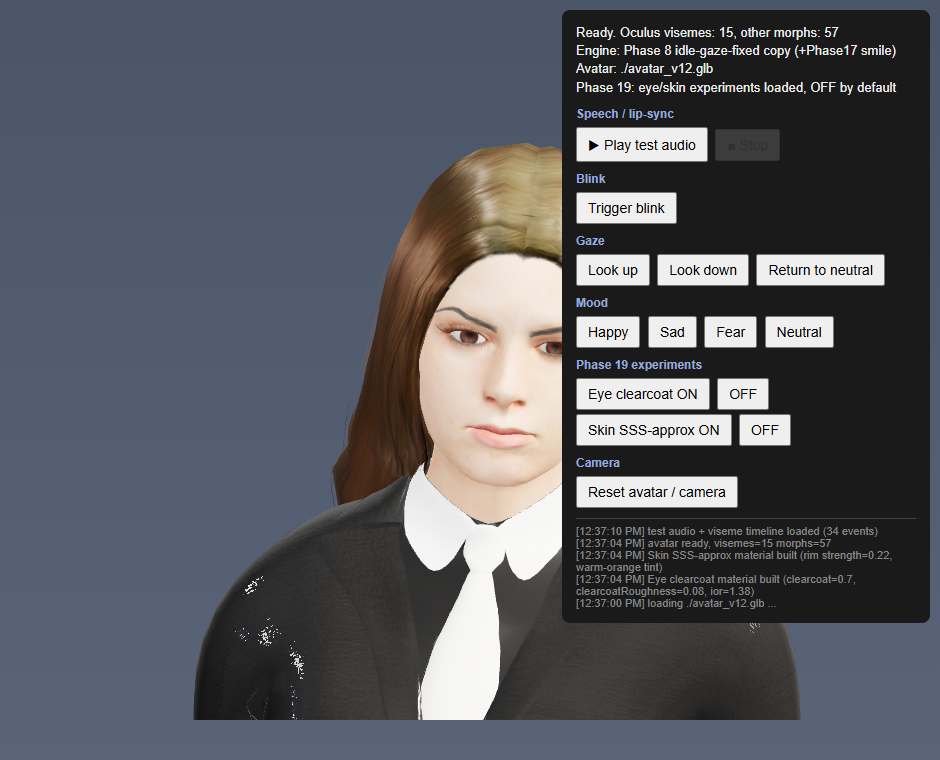 Ready. Oculus visemes: 15, other morphs: 57
Engine: Phase 8 idle-gaze-fixed copy (+Phase17 smile)
Avatar: ./avatar_v12.glb
Phase 19: eye/skin experiments loaded, OFF by default
Speech / lip-sync
▶ Play test audio ■ Stop
Blink
Trigger blink
Gaze
Look up Look down Return to neutral
Mood
Happy Sad Fear Neutral
Phase 19 experiments
Eye clearcoat ON OFF
Skin SSS-approx ON OFF
Camera
Reset avatar / camera
[12:37:10 PM] test audio + viseme timeline loaded (34 events)
[12:37:04 PM] avatar ready, visemes=15 morphs=57
[12:37:04 PM] Skin SSS-approx material built (rim strength=0.22,
warm-orange tint)
[12:37:04 PM] Eye clearcoat material built (clearcoat=0.7,
clearcoatRoughness=0.08, ior=1.38)
[12:37:00 PM] loading ./avatar_v12.glb ...